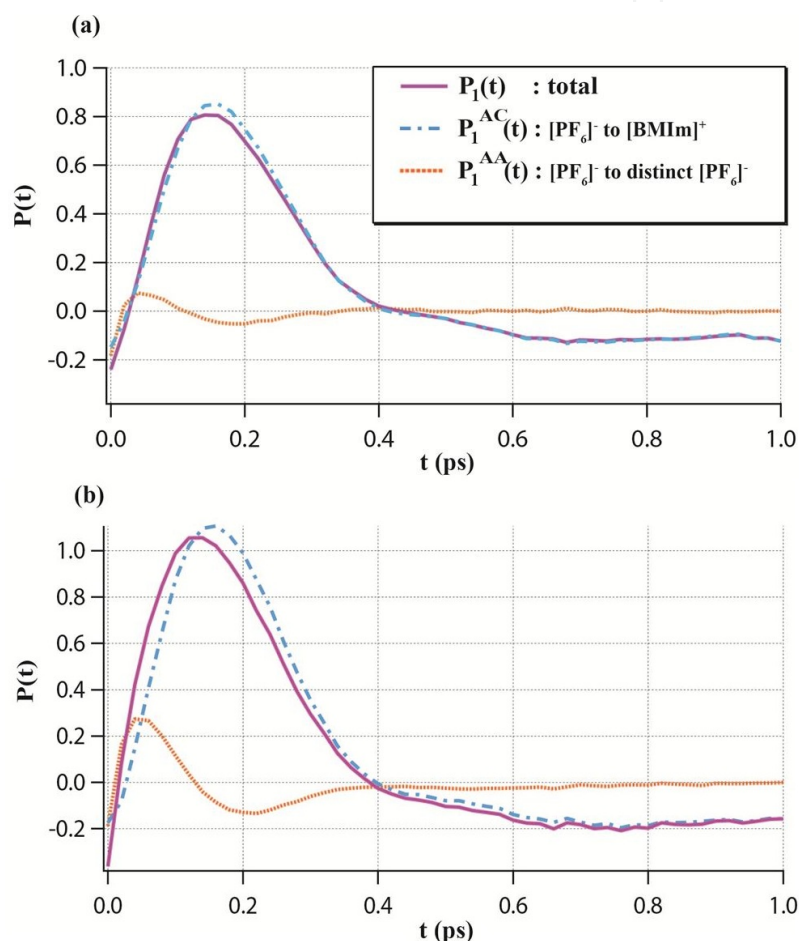 (a)
1.0
0.8
0.6
0.4
0.2
0.0
-0.2
P(t)
P₁(t) : total
P₁ᴬᶜ(t) : [PF₆]⁻ to [BMIm]⁺
P₁ᴬᴬ(t) : [PF₆]⁻ to distinct [PF₆]⁻
0.0 0.2 0.4 0.6 0.8 1.0
t (ps)
(b)
1.0
0.8
0.6
0.4
0.2
0.0
-0.2
P(t)
0.0 0.2 0.4 0.6 0.8 1.0
t (ps)